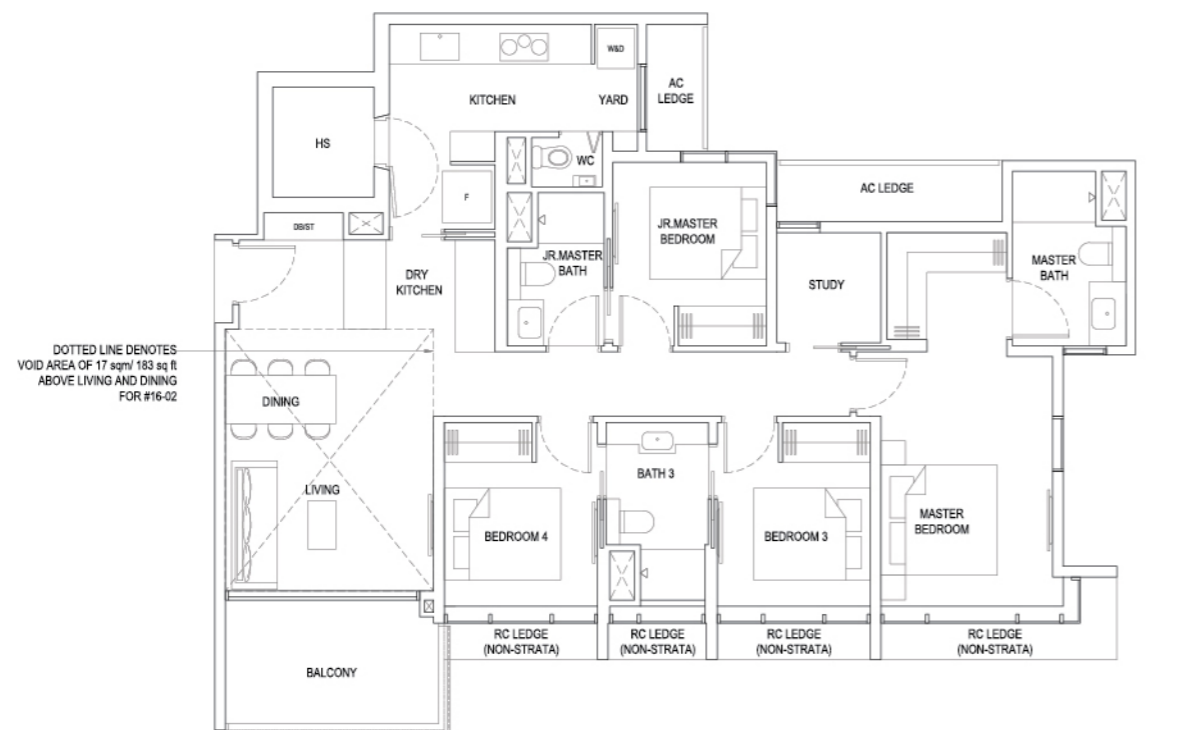 KITCHEN
YARD
W&D
AC
LEDGE
HS
WC
F
DB/ST
JR.MASTER
BEDROOM
JR.MASTER
BATH
AC LEDGE
MASTER
BATH
STUDY
DRY
KITCHEN
DOTTED LINE DENOTES
VOID AREA OF 17 sqm/ 183 sq ft
ABOVE LIVING AND DINING
FOR #16-02
DINING
LIVING
BEDROOM 4
BATH 3
BEDROOM 3
MASTER
BEDROOM
RC LEDGE
(NON-STRATA)
RC LEDGE
(NON-STRATA)
RC LEDGE
(NON-STRATA)
RC LEDGE
(NON-STRATA)
BALCONY